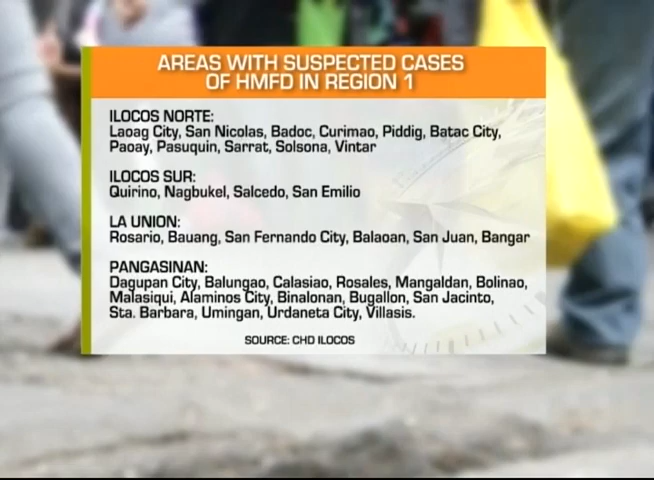 AREAS WITH SUSPECTED CASES
OF HMFD IN REGION 1
ILOCOS NORTE:
Laoag City, San Nicolas, Badoc, Curimao, Piddig, Batac City,
Paoay, Pasuquin, Sarrat, Solsona, Vintar
ILOCOS SUR:
Quirino, Nagbukel, Salcedo, San Emilio
LA UNION:
Rosario, Bauang, San Fernando City, Balaoan, San Juan, Bangar
PANGASINAN:
Dagupan City, Balungao, Calasiao, Rosales, Mangaldan, Bolinao,
Malasiqui, Alaminos City, Binalonan, Bugallon, San Jacinto,
Sta. Barbara, Umingan, Urdaneta City, Villasis.
SOURCE: CHD ILOCOS